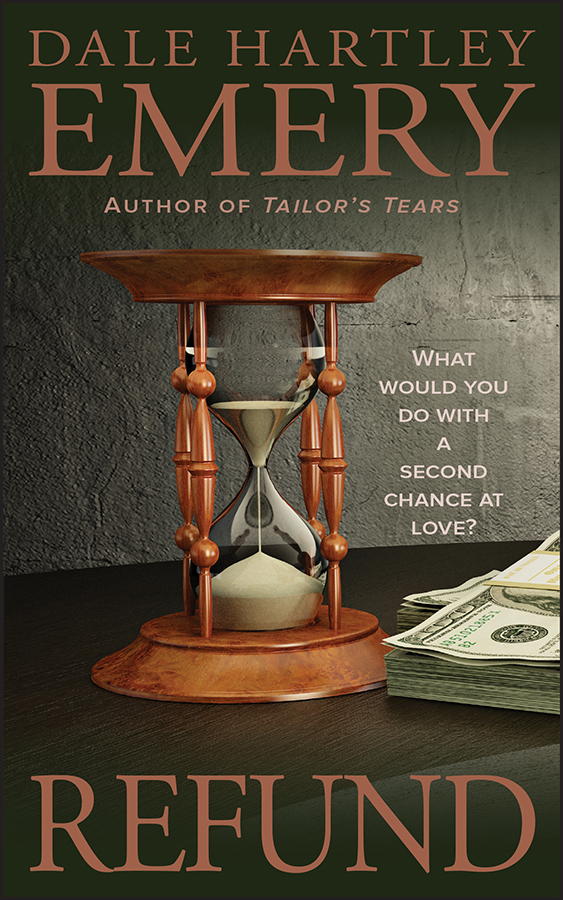 DALE HARTLEY
EMERY
AUTHOR OF TAILOR'S TEARS
WHAT
WOULD YOU
DO WITH
A
SECOND
CHANCE AT
LOVE?
REFUND